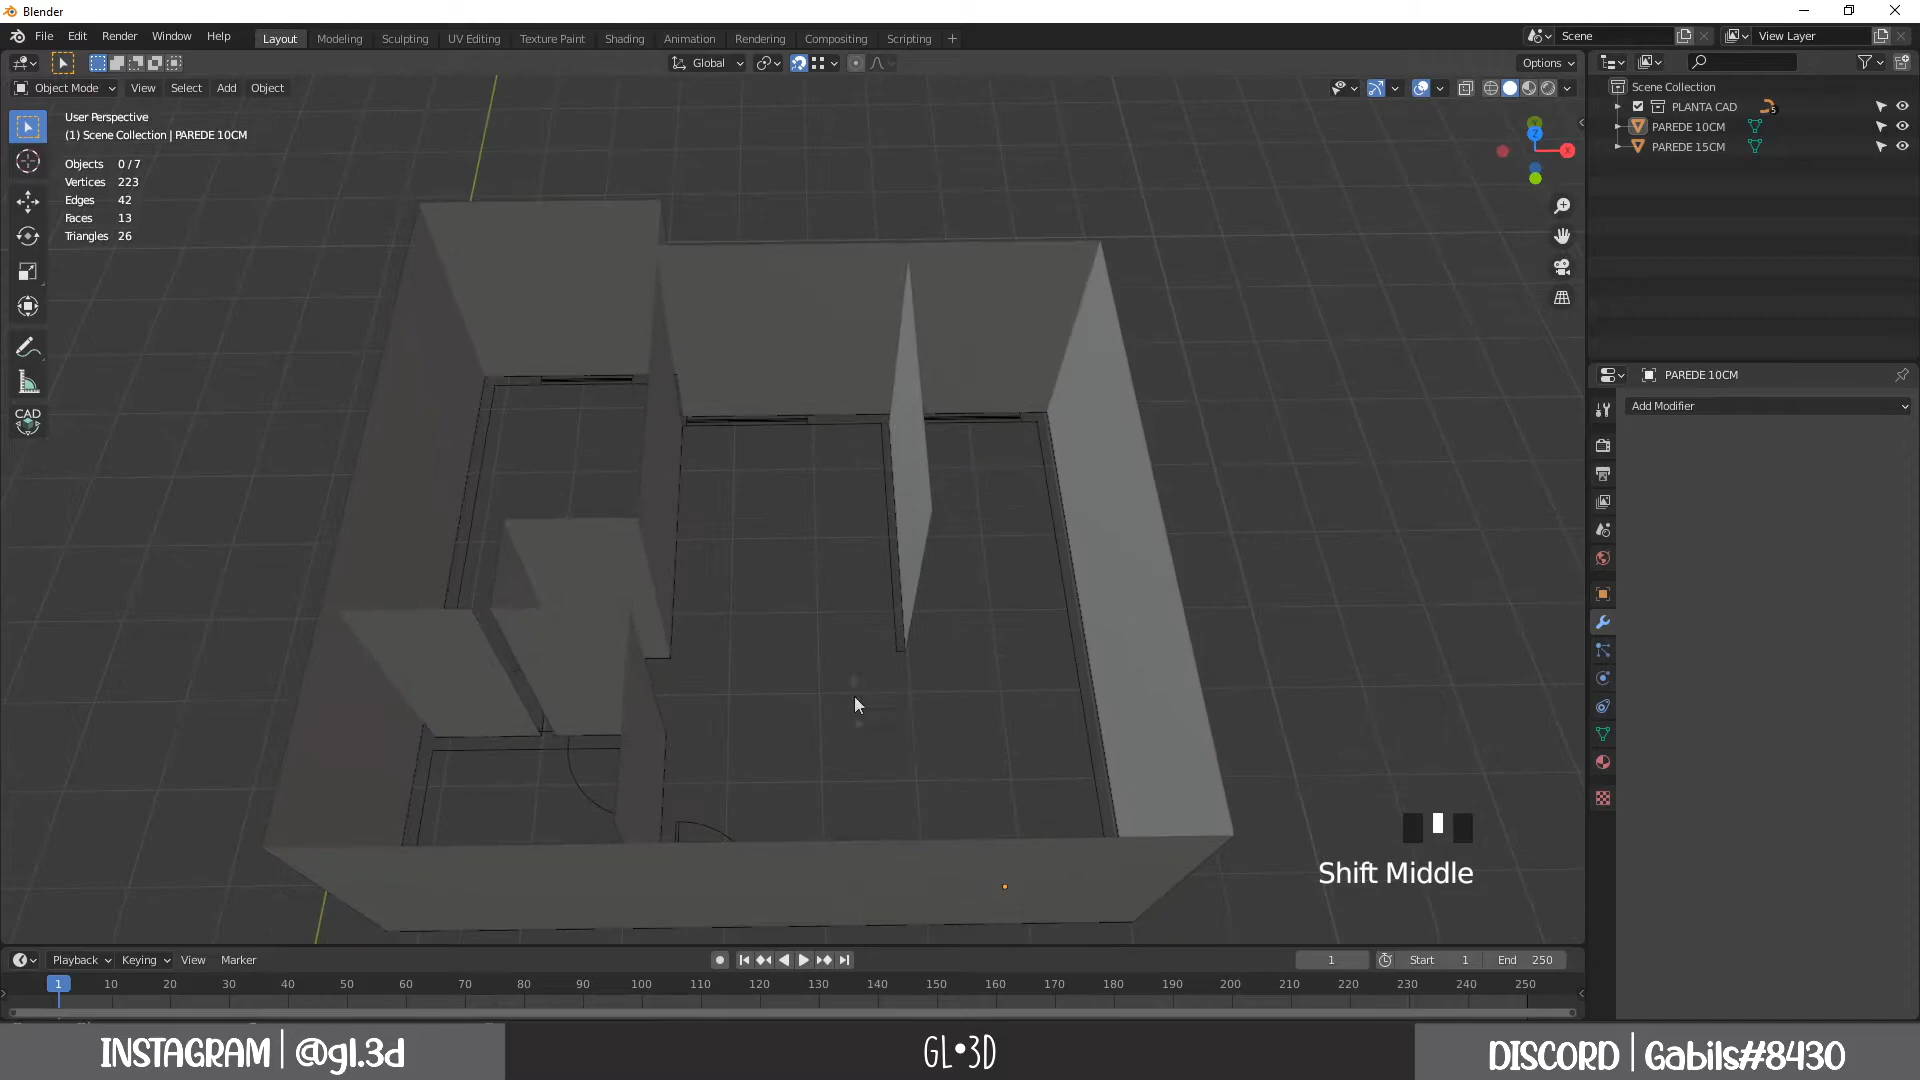 Blender
File Edit Render Window Help
Layout Modeling Sculpting UV Editing Texture Paint Shading Animation Rendering Compositing Scripting +
Scene
View Layer
Global
Options
Object Mode View Select Add Object
User Perspective
(1) Scene Collection | PAREDE 10CM
Objects 0 / 7
Vertices 223
Edges 42
Faces 13
Triangles 26
CAD
Y
Z
X
Scene Collection
PLANTA CAD 5
PAREDE 10CM
PAREDE 15CM
PAREDE 10CM
Add Modifier
Shift Middle
Playback Keying View Marker
1 Start 1 End 250
1 10 20 30 40 50 60 70 80 90 100 110 120 130 140 150 160 170 180 190 200 210 220 230 240 250
INSTAGRAM | @gl.3d
GL•3D
DISCORD | Gabils#8430